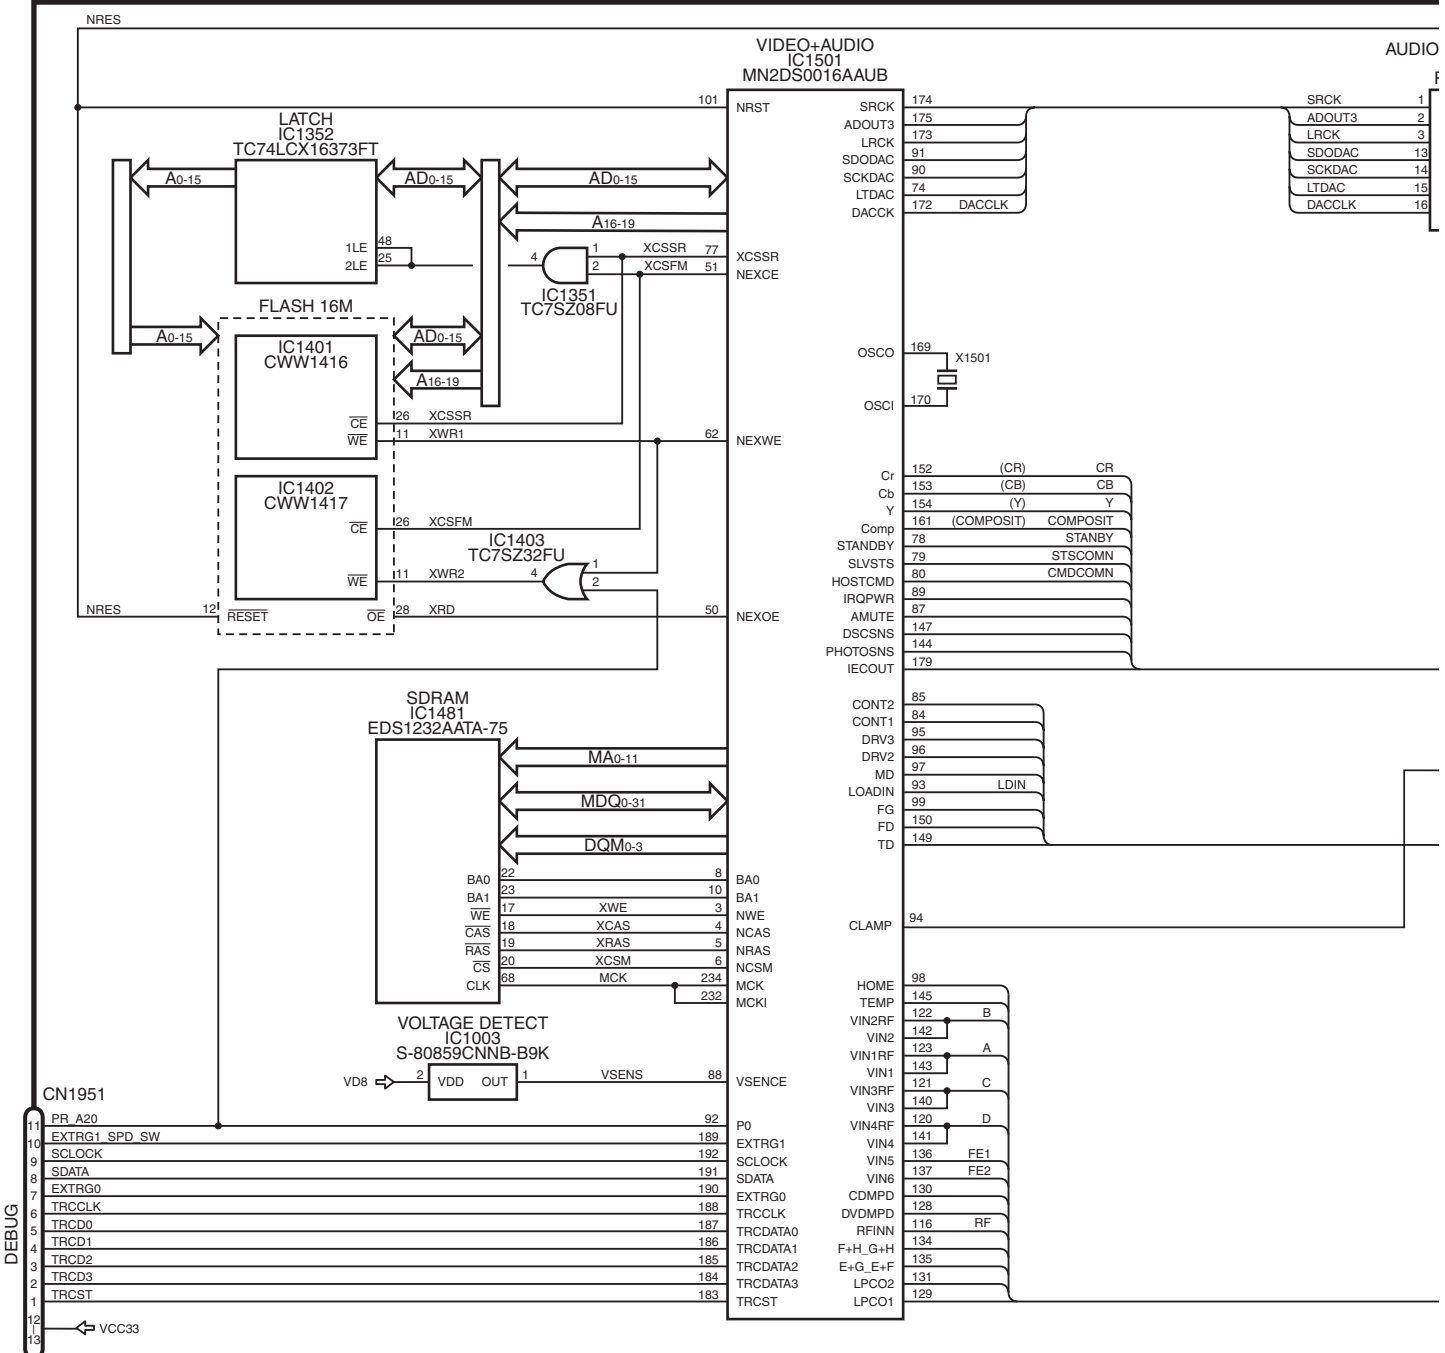 NRES
VIDEO+AUDIO
IC1501
MN2DS0016AAUB
AUDIO
101 NRST
LATCH
IC1352
TC74LCX16373FT
A0-15
AD0-15
AD0-15
A16-19
1LE 48
2LE 25
4
1 XCSSR 77 XCSSR
2 XCSFM 51 NEXCE
IC1351
TC7SZ08FU
FLASH 16M
A0-15
IC1401
CWW1416
AD0-15
A16-19
CE 26 XCSSR
WE 11 XWR1 62 NEXWE
IC1402
CWW1417
CE 26 XCSFM
IC1403
TC7SZ32FU
WE 11 XWR2 4 1
2
NRES 12 RESET OE 28 XRD 50 NEXOE
SDRAM
IC1481
EDS1232AATA-75
MA0-11
MDQ0-31
DQM0-3
BA0 22 8 BA0
BA1 23 10 BA1
WE 17 XWE 3 NWE
CAS 18 XCAS 4 NCAS
RAS 19 XRAS 5 NRAS
CS 20 XCSM 6 NCSM
CLK 68 MCK 234 MCK
232 MCKI
VOLTAGE DETECT
IC1003
S-80859CNNB-B9K
VD8 2 VDD OUT 1 VSENS 88 VSENCE
CN1951
DEBUG
11 PR_A20 92 P0
10 EXTRG1_SPD_SW 189 EXTRG1
9 SCLOCK 192 SCLOCK
8 SDATA 191 SDATA
7 EXTRG0 190 EXTRG0
6 TRCCLK 188 TRCCLK
5 TRCD0 187 TRCDATA0
4 TRCD1 186 TRCDATA1
3 TRCD2 185 TRCDATA2
2 TRCD3 184 TRCDATA3
1 TRCST 183 TRCST
12
13
VCC33
SRCK 174 SRCK 1
ADOUT3 175 ADOUT3 2
LRCK 173 LRCK 3
SDODAC 91 SDODAC 13
SCKDAC 90 SCKDAC 14
LTDAC 74 LTDAC 15
DACCK 172 DACCLK DACCLK 16
OSCO 169
X1501
OSCI 170
Cr 152 (CR) CR
Cb 153 (CB) CB
Y 154 (Y) Y
Comp 161 (COMPOSIT) COMPOSIT
STANDBY 78 STANBY
SLVSTS 79 STSCOMN
HOSTCMD 80 CMDCOMN
IRQPWR 89
AMUTE 87
DSCSNS 147
PHOTOSNS 144
IECOUT 179
CONT2 85
CONT1 84
DRV3 95
DRV2 96
MD 97
LOADIN 93 LDIN
FG 99
FD 150
TD 149
CLAMP 94
HOME 98
TEMP 145
VIN2RF 122 B
VIN2 142
VIN1RF 123 A
VIN1 143
VIN3RF 121 C
VIN3 140
VIN4RF 120 D
VIN4 141
VIN5 136 FE1
VIN6 137 FE2
CDMPD 130
DVDMPD 128
RFINN 116 RF
F+H_G+H 134
E+G_E+F 135
LPCO2 131
LPCO1 129